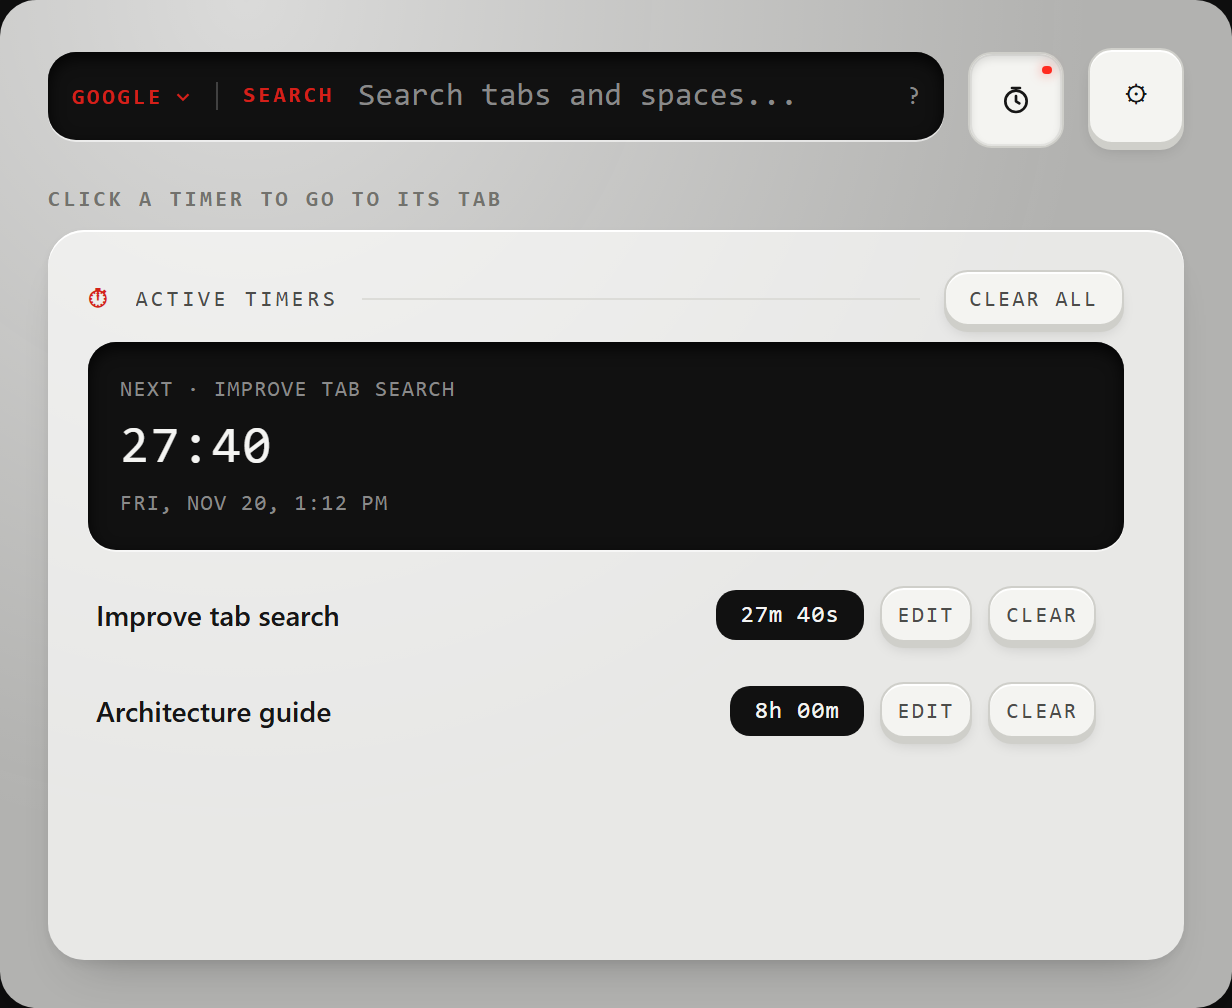 GOOGLE SEARCH Search tabs and spaces... ?
CLICK A TIMER TO GO TO ITS TAB
ACTIVE TIMERS CLEAR ALL
NEXT · IMPROVE TAB SEARCH
27:40
FRI, NOV 20, 1:12 PM
Improve tab search 27m 40s EDIT CLEAR
Architecture guide 8h 00m EDIT CLEAR